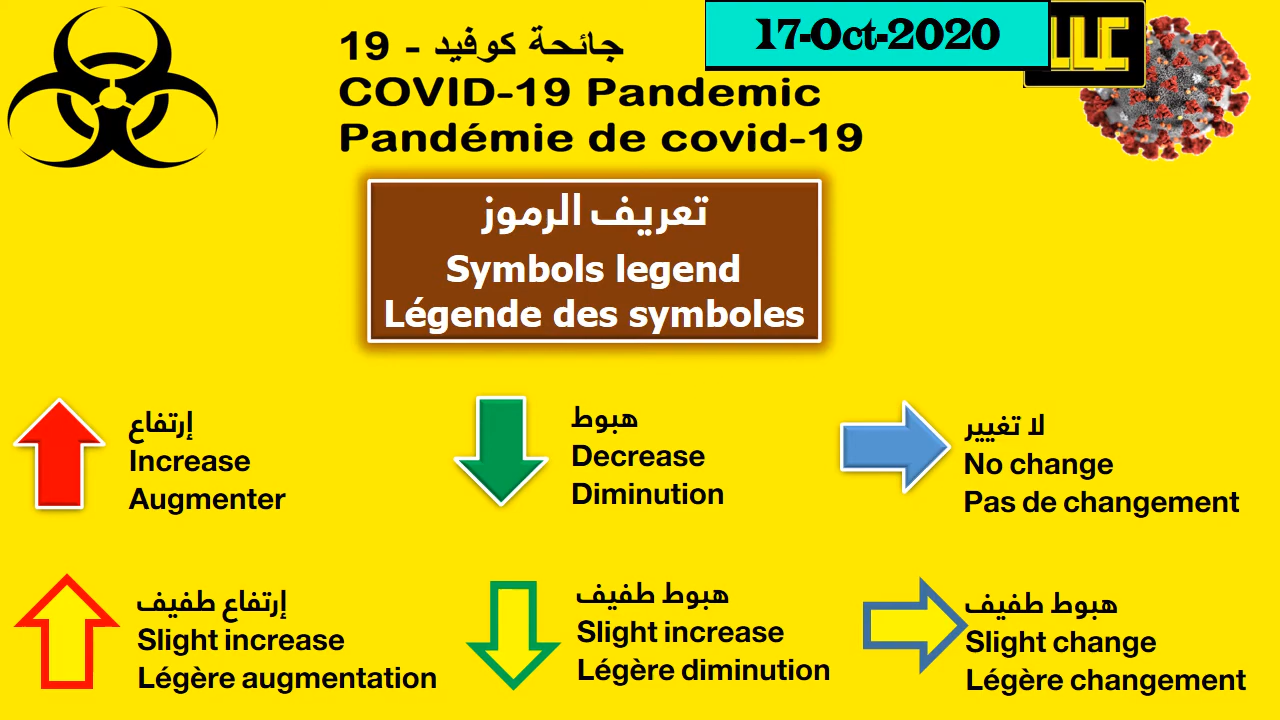 جائحة كوفيد - 19
17-Oct-2020
LLC
COVID-19 Pandemic
Pandémie de covid-19
تعريف الرموز
Symbols legend
Légende des symboles
إرتفاع
Increase
Augmenter
هبوط
Decrease
Diminution
لا تغيير
No change
Pas de changement
إرتفاع طفيف
Slight increase
Légère augmentation
هبوط طفيف
Slight increase
Légère diminution
هبوط طفيف
Slight change
Légère changement